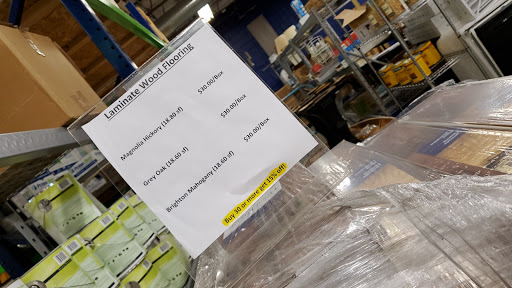 Laminate Wood Flooring
Magnolia Hickory (18.80 sf) $30.00/Box
Grey Oak (18.60 sf) $30.00/Box
Brighton Mahogany (18.60 sf) $30.00/Box
Buy 10 or more get 15% off!